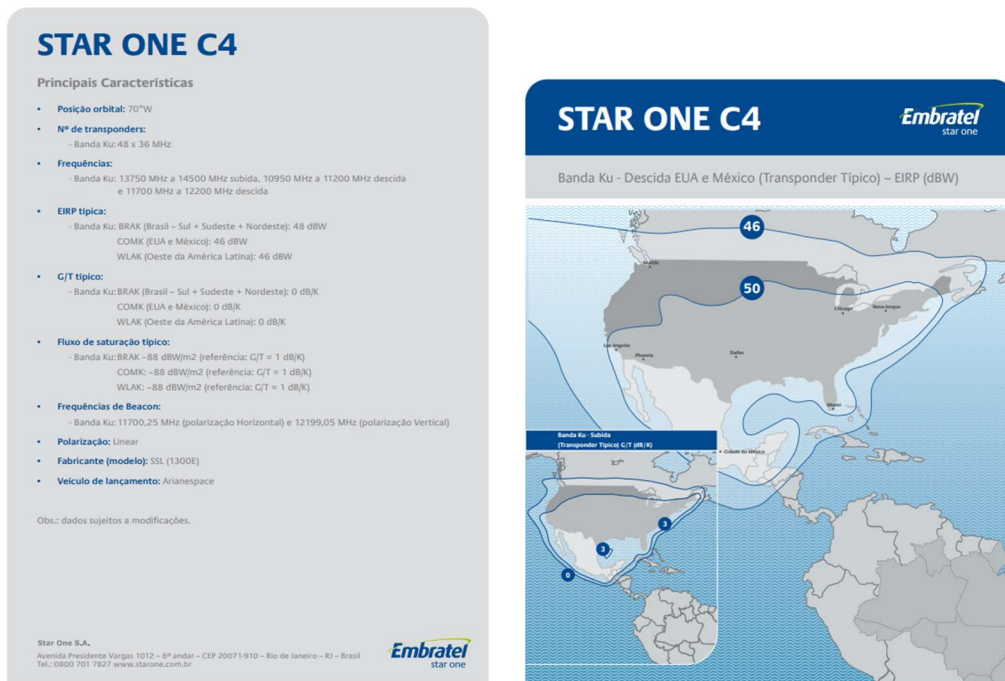 STAR ONE C4
Principais Característicias
• Posição orbital: 70°W
• Nº de transponders:
- Banda Ku: 48 x 36 MHz
• Frequências:
- Banda Ku: 13750 MHz a 14500 MHz subida, 10950 MHz a 11200 MHz descida
e 11700 MHz a 12200 MHz descida
• EIRP típica:
- Banda Ku: BRAK (Brasil – Sul + Sudeste + Nordeste): 48 dBW
COMK (EUA e México): 46 dBW
WLAK (Oeste da América Latina): 46 dBW
• G/T típico:
- Banda Ku: BRAK (Brasil – Sul + Sudeste + Nordeste): 0 dB/K
COMK (EUA e México): 0 dB/K
WLAK (Oeste da América Latina): 0 dB/K
• Fluxo de saturação típico:
- Banda Ku: BRAK –88 dBW/m2 (referência: G/T = 1 dB/K)
COMK: –88 dBW/m2 (referência: G/T = 1 dB/K)
WLAK: –88 dBW/m2 (referência: G/T = 1 dB/K)
• Frequências de Beacon:
- Banda Ku: 11700,25 MHz (polarização Horizontal) e 12199,05 MHz (polarização Vertical)
• Polarização: Linear
• Fabricante (modelo): SSL (1300E)
• Veículo de lançamento: Arianespace
Obs.: dados sujeitos a modificações.
Star One S.A.
Avenida Presidente Vargas 1012 – 6º andar – CEP 20071-910 – Rio de Janeiro – RJ – Brasil
Tel.: 0800 701 7827 www.starone.com.br
Embratel
star one
STAR ONE C4
Embratel
star one
Banda Ku - Descida EUA e México (Transponder Típico) – EIRP (dBW)
46
Seattle
50
Chicago
Nova Iorque
Los Angeles
Phoenix
Dallas
Miami
Cidade do México
Banda Ku - Subida
(Transponder Típico) G/T (dB/K)
3
3
0